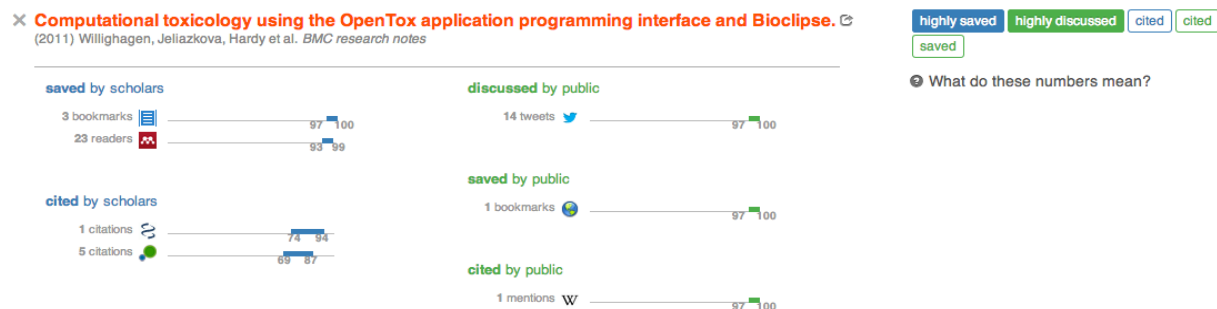 × Computational toxicology using the OpenTox application programming interface and Bioclipse.
(2011) Willighagen, Jeliazkova, Hardy et al. BMC research notes
saved by scholars
3 bookmarks
97 100
23 readers
93 99
cited by scholars
1 citations
74 94
5 citations
69 87
discussed by public
14 tweets
97 100
saved by public
1 bookmarks
97 100
cited by public
1 mentions W
97 100
highly saved highly discussed cited cited
saved
? What do these numbers mean?